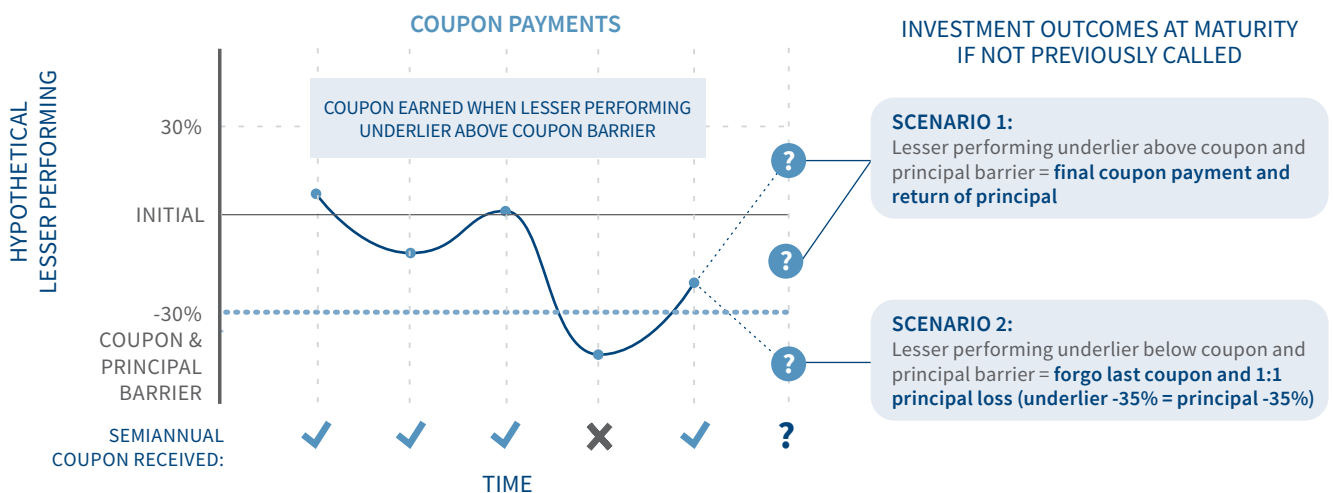 COUPON PAYMENTS
HYPOTHETICAL
LESSER PERFORMING
30%
INITIAL
-30%
COUPON &
PRINCIPAL
BARRIER
COUPON EARNED WHEN LESSER PERFORMING
UNDERLIER ABOVE COUPON BARRIER
?
?
?
SEMIANNUAL
COUPON RECEIVED:
?
TIME
INVESTMENT OUTCOMES AT MATURITY
IF NOT PREVIOUSLY CALLED
SCENARIO 1:
Lesser performing underlier above coupon and
principal barrier = final coupon payment and
return of principal
SCENARIO 2:
Lesser performing underlier below coupon and
principal barrier = forgo last coupon and 1:1
principal loss (underlier -35% = principal -35%)